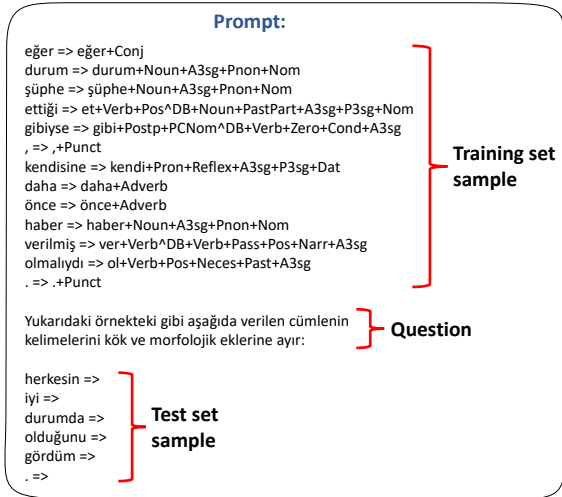 Prompt:
eğer => eğer+Conj
durum => durum+Noun+A3sg+Pnon+Nom
şüphe => şüphe+Noun+A3sg+Pnon+Nom
ettiği => et+Verb+Pos^DB+Noun+PastPart+A3sg+P3sg+Nom
gibiyse => gibi+Postp+PCNom^DB+Verb+Zero+Cond+A3sg
, => ,+Punct
kendisine => kendi+Pron+Reflex+A3sg+P3sg+Dat
daha => daha+Adverb
önce => önce+Adverb
haber => haber+Noun+A3sg+Pnon+Nom
verilmiş => ver+Verb^DB+Verb+Pass+Pos+Narr+A3sg
olmalıydı => ol+Verb+Pos+Neces+Past+A3sg
. => .+Punct
Training set
sample
Yukarıdaki örnekteki gibi aşağıda verilen cümlenin
kelimelerini kök ve morfolojik eklerine ayır:
Question
herkesin =>
iyi =>
durumda =>
olduğunu =>
gördüm =>
. =>
Test set
sample